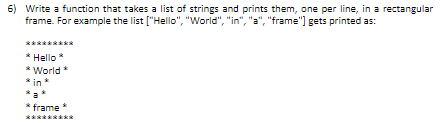 6) Write a function that takes a list of strings and prints them, one per line, in a rectangular
frame. For example the list ["Hello", "World", "in", "a", "frame"] gets printed as:
*********
* Hello *
* World *
* in *
* a *
* frame *
*********